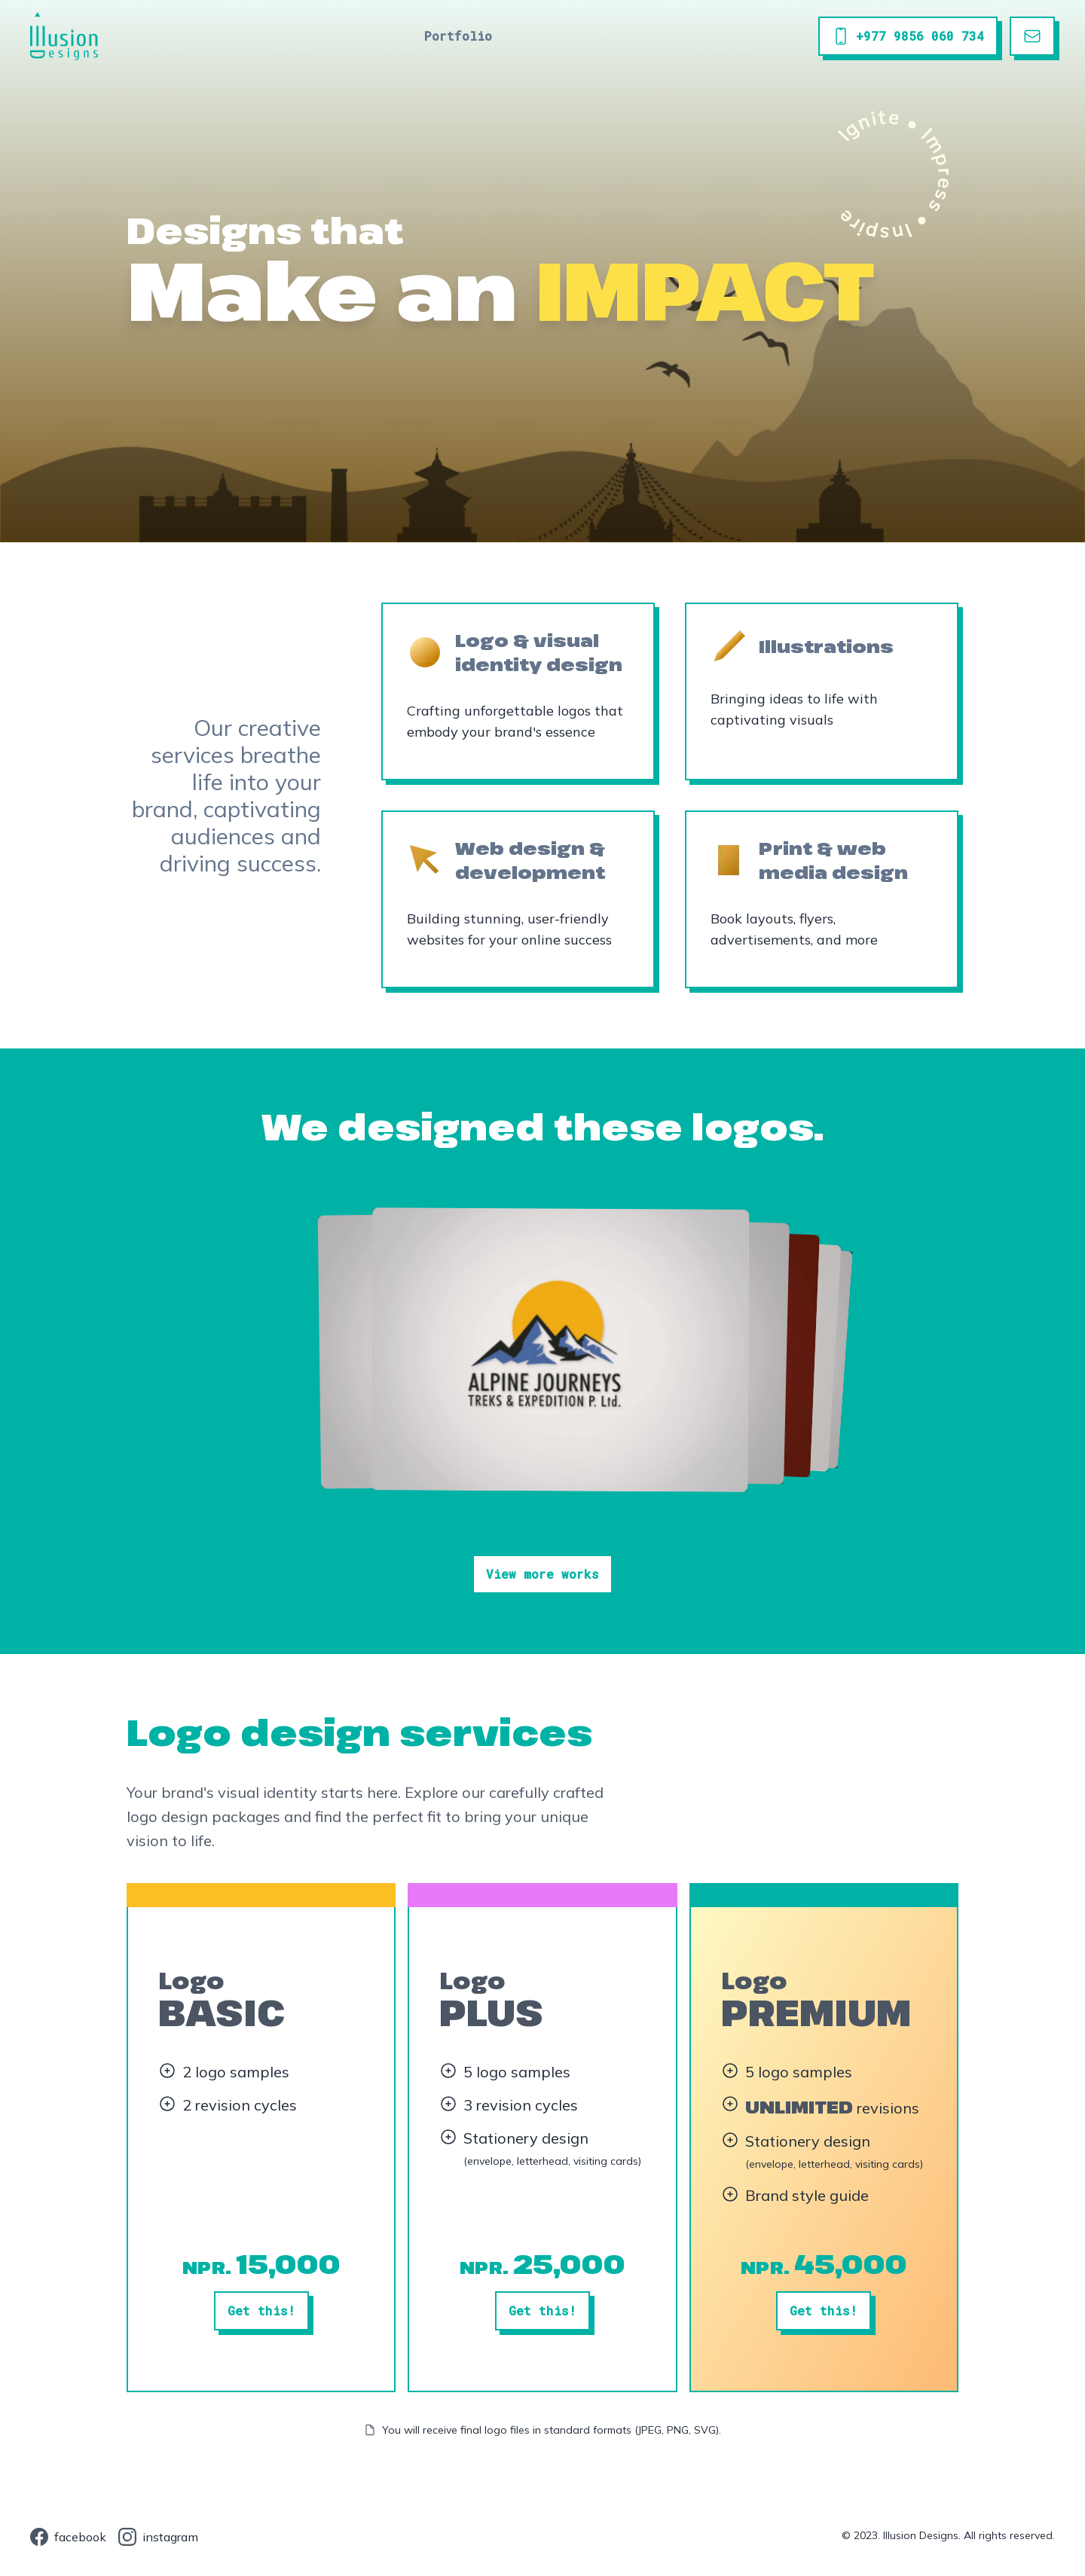 Illusion
Designs
Portfolio
+977 9856 060 734
Ignite • Impress • Inspire
Designs that
Make an IMPACT
Our creative
services breathe
life into your
brand, captivating
audiences and
driving success.
Logo & visual
identity design
Crafting unforgettable logos that
embody your brand's essence
Illustrations
Bringing ideas to life with
captivating visuals
Web design &
development
Building stunning, user-friendly
websites for your online success
Print & web
media design
Book layouts, flyers,
advertisements, and more
We designed these logos.
ALPINE JOURNEYS
TREKS & EXPEDITION P. Ltd.
View more works
Logo design services
Your brand's visual identity starts here. Explore our carefully crafted
logo design packages and find the perfect fit to bring your unique
vision to life.
Logo
BASIC
2 logo samples
2 revision cycles
NPR. 15,000
Get this!
Logo
PLUS
5 logo samples
3 revision cycles
Stationery design
(envelope, letterhead, visiting cards)
NPR. 25,000
Get this!
Logo
PREMIUM
5 logo samples
UNLIMITED revisions
Stationery design
(envelope, letterhead, visiting cards)
Brand style guide
NPR. 45,000
Get this!
You will receive final logo files in standard formats (JPEG, PNG, SVG).
facebook
instagram
© 2023. Illusion Designs. All rights reserved.